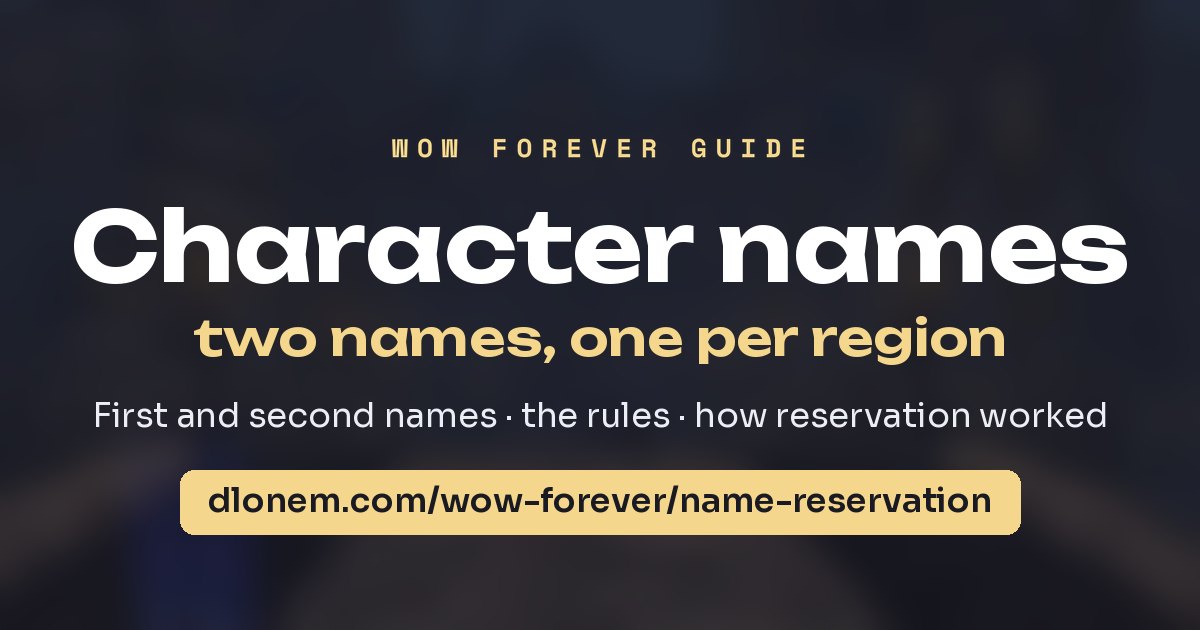 WOW FOREVER GUIDE
Character names
two names, one per region
First and second names · the rules · how reservation worked
dlonem.com/wow-forever/name-reservation